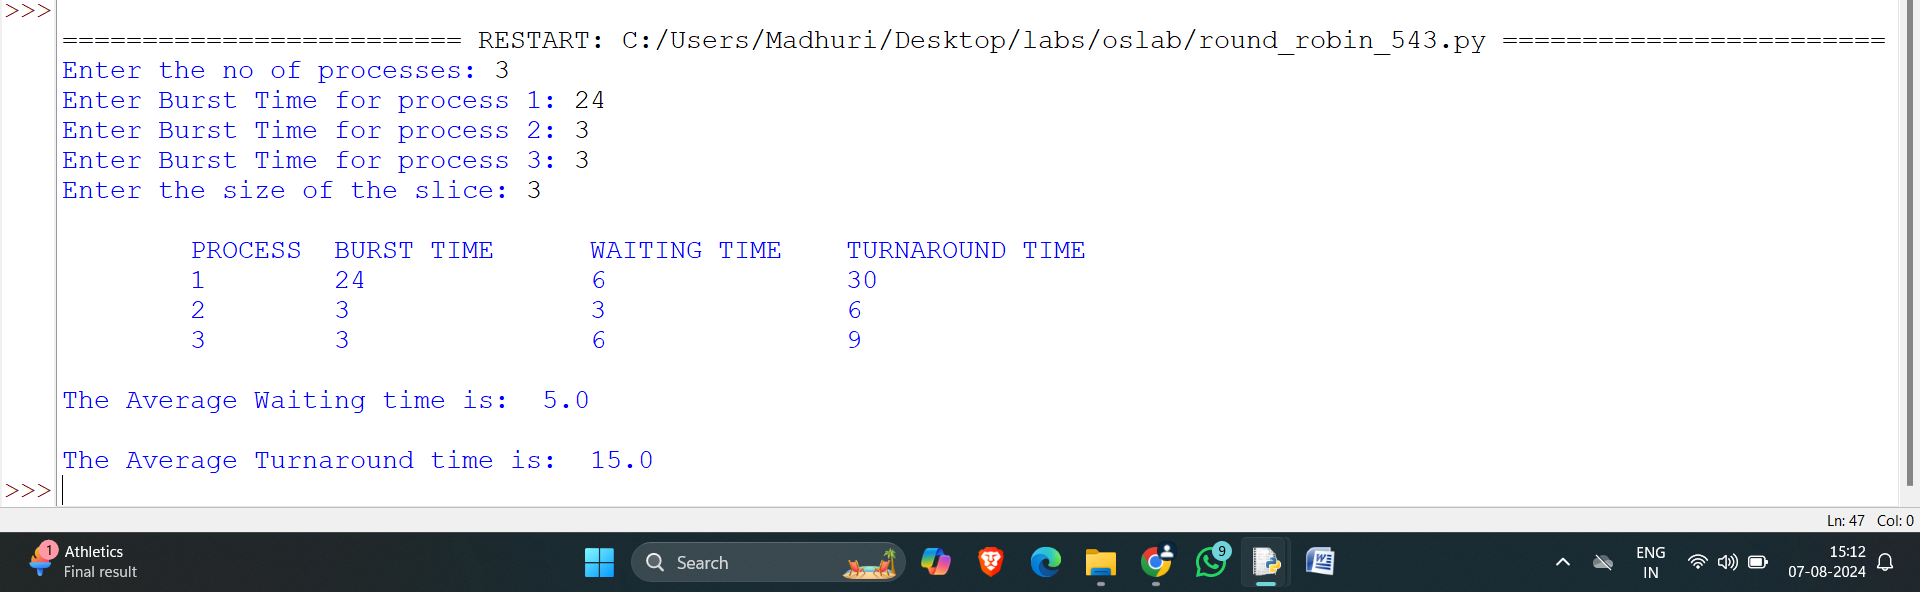 >>>
========================= RESTART: C:/Users/Madhuri/Desktop/labs/oslab/round_robin_543.py ========================
Enter the no of processes: 3
Enter Burst Time for process 1: 24
Enter Burst Time for process 2: 3
Enter Burst Time for process 3: 3
Enter the size of the slice: 3
PROCESS BURST TIME WAITING TIME TURNAROUND TIME
1 24 6 30
2 3 3 6
3 3 6 9
The Average Waiting time is: 5.0
The Average Turnaround time is: 15.0
>>>
Ln: 47 Col: 0
1 Athletics
Final result
Search
9
W
ENG
IN
15:12
07-08-2024